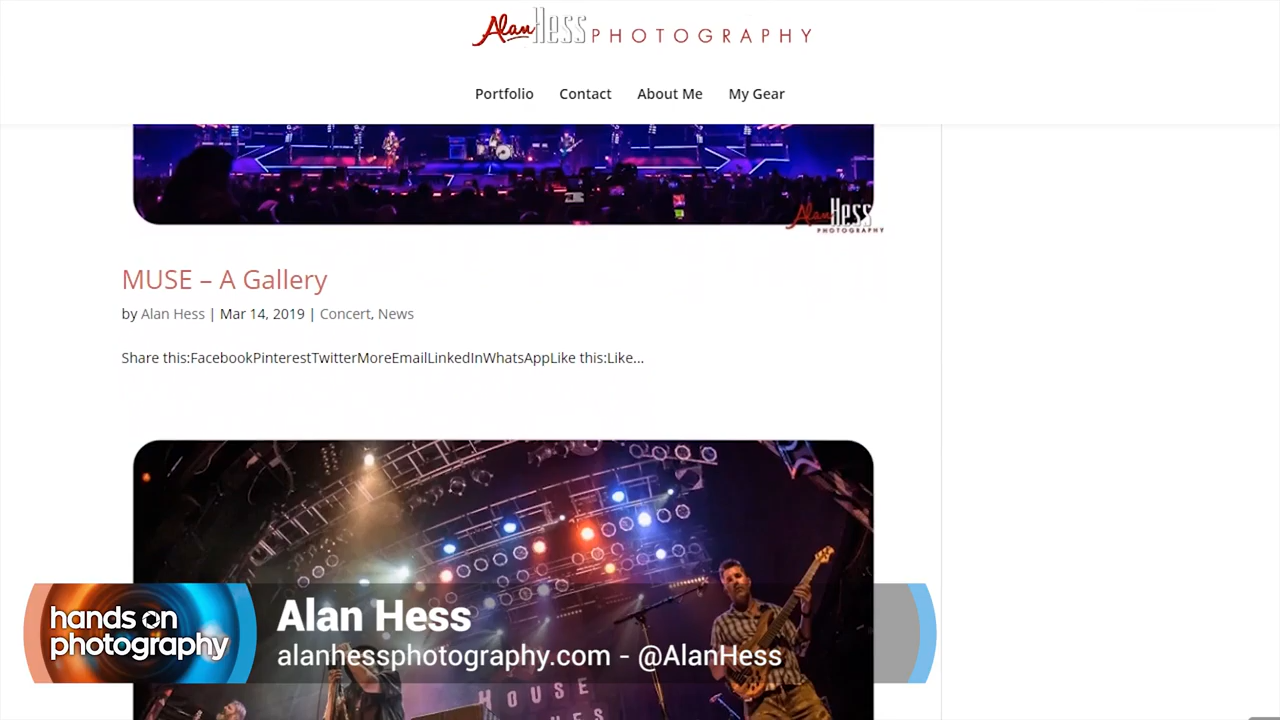 Alan Hess PHOTOGRAPHY
Portfolio Contact About Me My Gear
Alan Hess
PHOTOGRAPHY
MUSE – A Gallery
by Alan Hess | Mar 14, 2019 | Concert, News
Share this:FacebookPinterestTwitterMoreEmailLinkedInWhatsAppLike this:Like...
hands on
photography
Alan Hess
alanhessphotography.com - @AlanHess
HOUSE